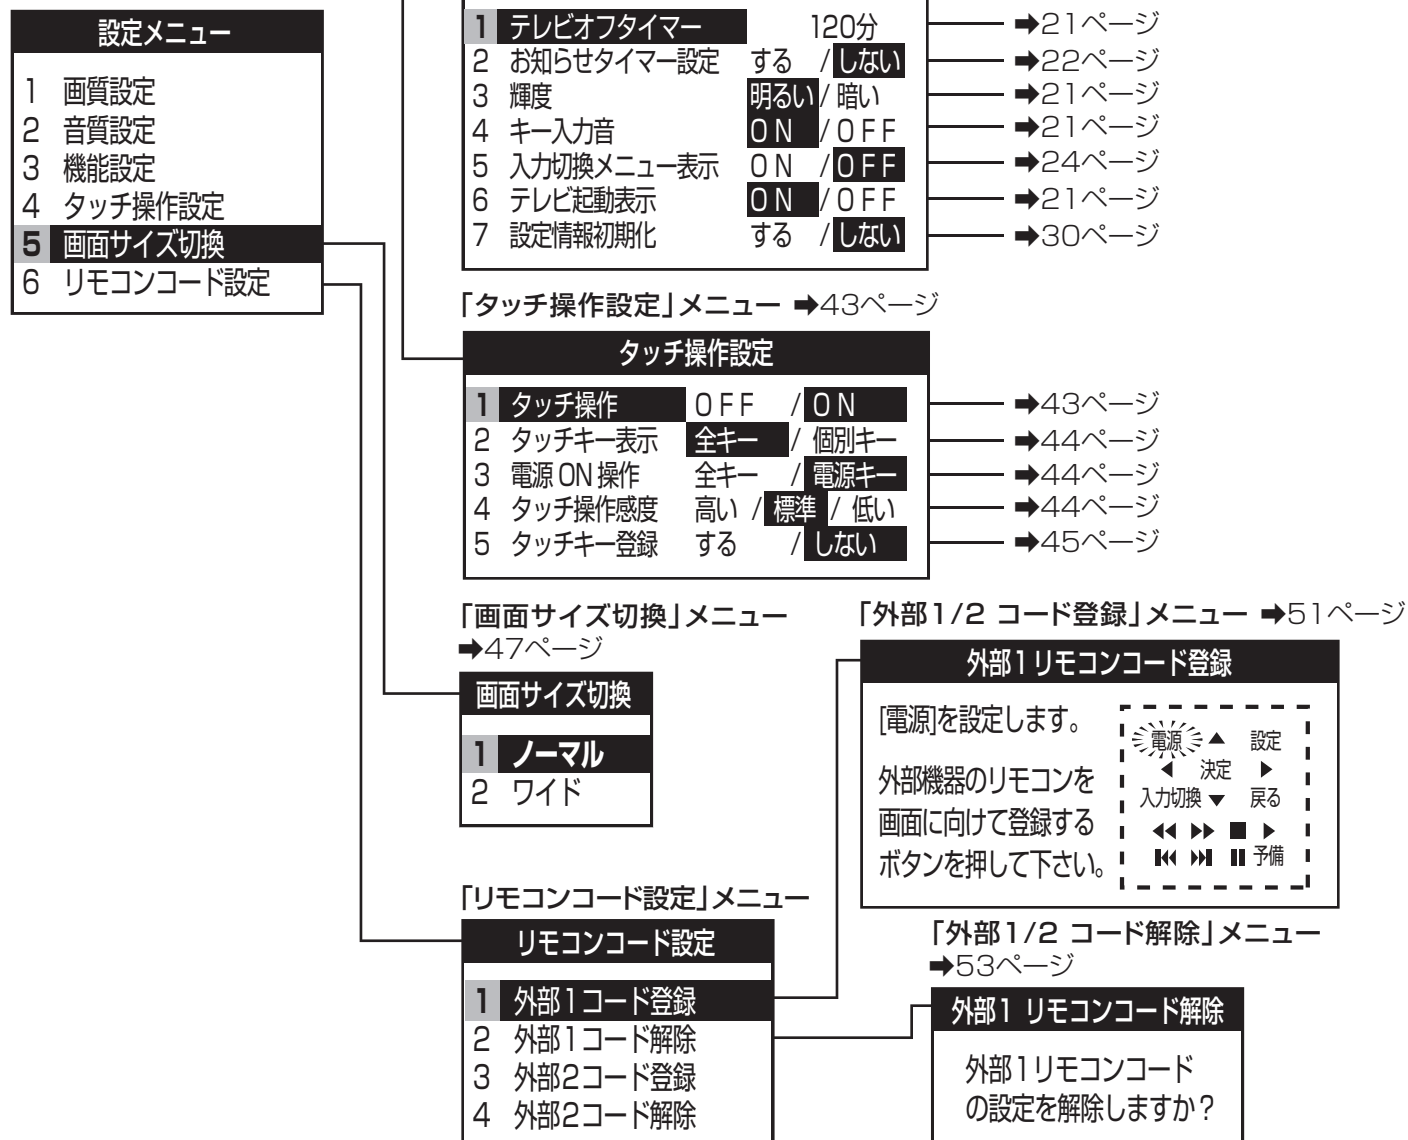 設定メニュー
1 画質設定
2 音質設定
3 機能設定
4 タッチ操作設定
5 画面サイズ切換
6 リモコンコード設定
1 テレビオフタイマー 120分 ➡21ページ
2 お知らせタイマー設定 する /しない ➡22ページ
3 輝度 明るい/暗い ➡21ページ
4 キー入力音 ON /OFF ➡21ページ
5 入力切換メニュー表示 ON /OFF ➡24ページ
6 テレビ起動表示 ON /OFF ➡21ページ
7 設定情報初期化 する /しない ➡30ページ
「タッチ操作設定」メニュー ➡43ページ
タッチ操作設定
1 タッチ操作 OFF / ON ➡43ページ
2 タッチキー表示 全キー / 個別キー ➡44ページ
3 電源 ON 操作 全キー / 電源キー ➡44ページ
4 タッチ操作感度 高い / 標準 / 低い ➡44ページ
5 タッチキー登録 する / しない ➡45ページ
「画面サイズ切換」メニュー
➡47ページ
画面サイズ切換
1 ノーマル
2 ワイド
「外部1/2 コード登録」メニュー ➡51ページ
外部1リモコンコード登録
[電源]を設定します。
外部機器のリモコンを
画面に向けて登録する
ボタンを押して下さい。
電源 ▲ 設定
◀ 決定 ▶
入力切換 ▼ 戻る
◀◀ ▶▶ ■ ▶
⏮ ⏭ ⏸ 予備
「リモコンコード設定」メニュー
リモコンコード設定
1 外部1コード登録
2 外部1コード解除
3 外部2コード登録
4 外部2コード解除
「外部1/2 コード解除」メニュー
➡53ページ
外部1 リモコンコード解除
外部1リモコンコード
の設定を解除しますか?